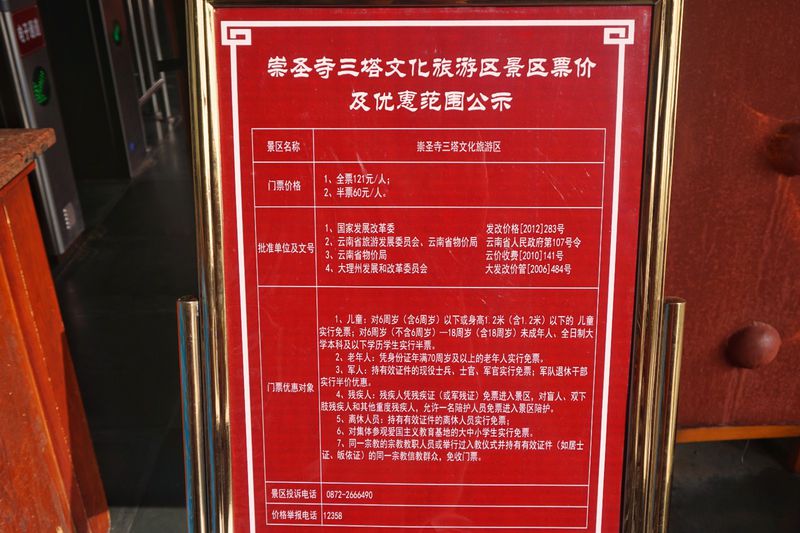 电子通道
崇圣寺三塔文化旅游区景区票价
及优惠范围公示
景区名称 崇圣寺三塔文化旅游区
门票价格
1、全票121元/人；
2、半票60元/人。
批准单位及文号
1、国家发展改革委 发改价格[2012]283号
2、云南省旅游发展委员会、云南省物价局 云南省人民政府第107号令
3、云南省物价局 云价收费[2010]141号
4、大理州发展和改革委员会 大发改价管[2006]484号
门票优惠对象
1、儿童：对6周岁（含6周岁）以下或身高1.2米（含1.2米）以下的 儿童
实行免票；对6周岁（不含6周岁）—18周岁（含18周岁）未成年人、全日制大
学本科及以下学历学生实行半票。
2、老年人：凭身份证年满70周岁及以上的老年人实行免票。
3、军人：持有效证件的现役士兵、士官、军官实行免票；军队退休干部
实行半价优惠。
4、残疾人：残疾人凭残疾证（或军残证）免票进入景区，对盲人、双下
肢残疾人和其他重度残疾人，允许一名陪护人员免票进入景区陪护。
5、离休人员：持有有效证件的离休人员实行免票；
6、对集体参观爱国主义教育基地的大中小学生实行免票。
7、同一宗教的宗教教职人员或举行过入教仪式并持有有效证件（如居士
证、皈依证）的同一宗教信教群众，免收门票。
景区投诉电话 0872-2666490
价格举报电话 12358